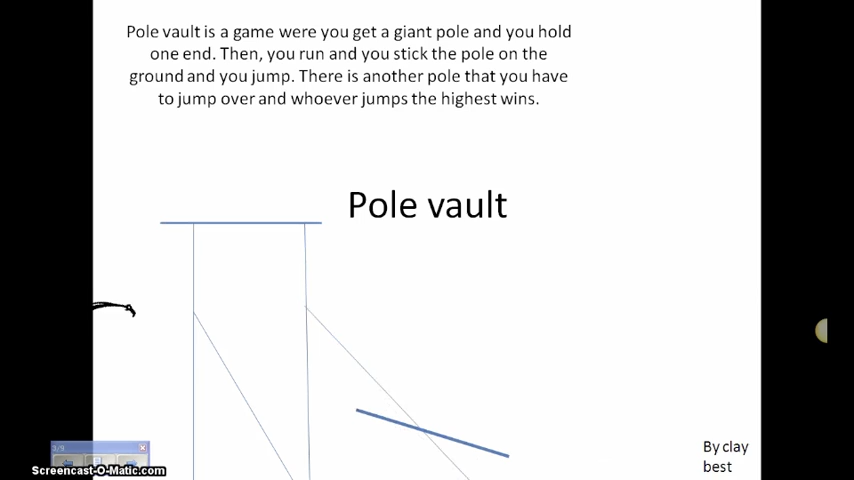 Pole vault is a game were you get a giant pole and you hold
one end. Then, you run and you stick the pole on the
ground and you jump. There is another pole that you have
to jump over and whoever jumps the highest wins.
Pole vault
By clay
best
1/9
Screencast-O-Matic.com